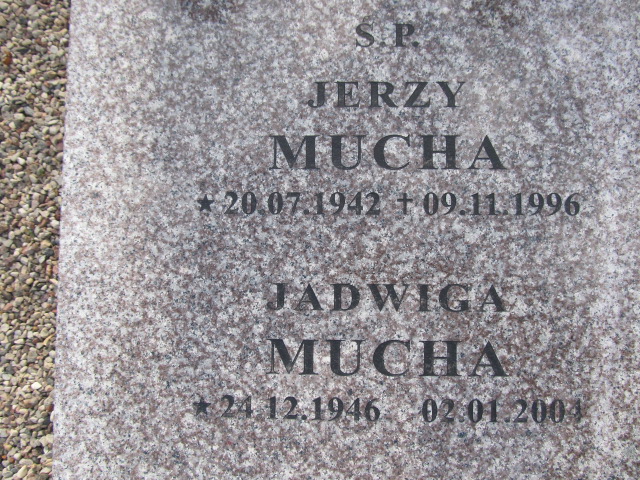 S.P.
JERZY
MUCHA
★ 20.07.1942 ✝ 09.11.1996
JADWIGA
MUCHA
★ 24 12.1946